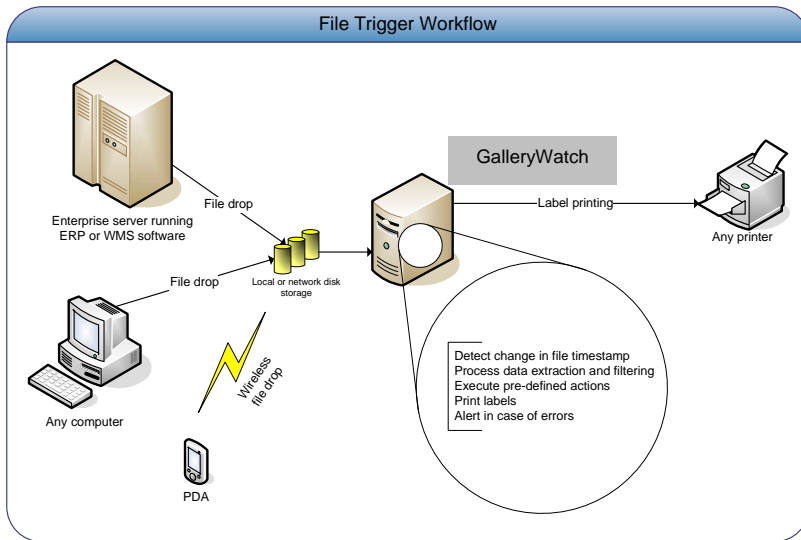 File Trigger Workflow
GalleryWatch
File drop
Label printing
Enterprise server running
ERP or WMS software
Any printer
File drop
Local or network disk
storage
Wireless
file drop
Any computer
PDA
Detect change in file timestamp
Process data extraction and filtering
Execute pre-defined actions
Print labels
Alert in case of errors